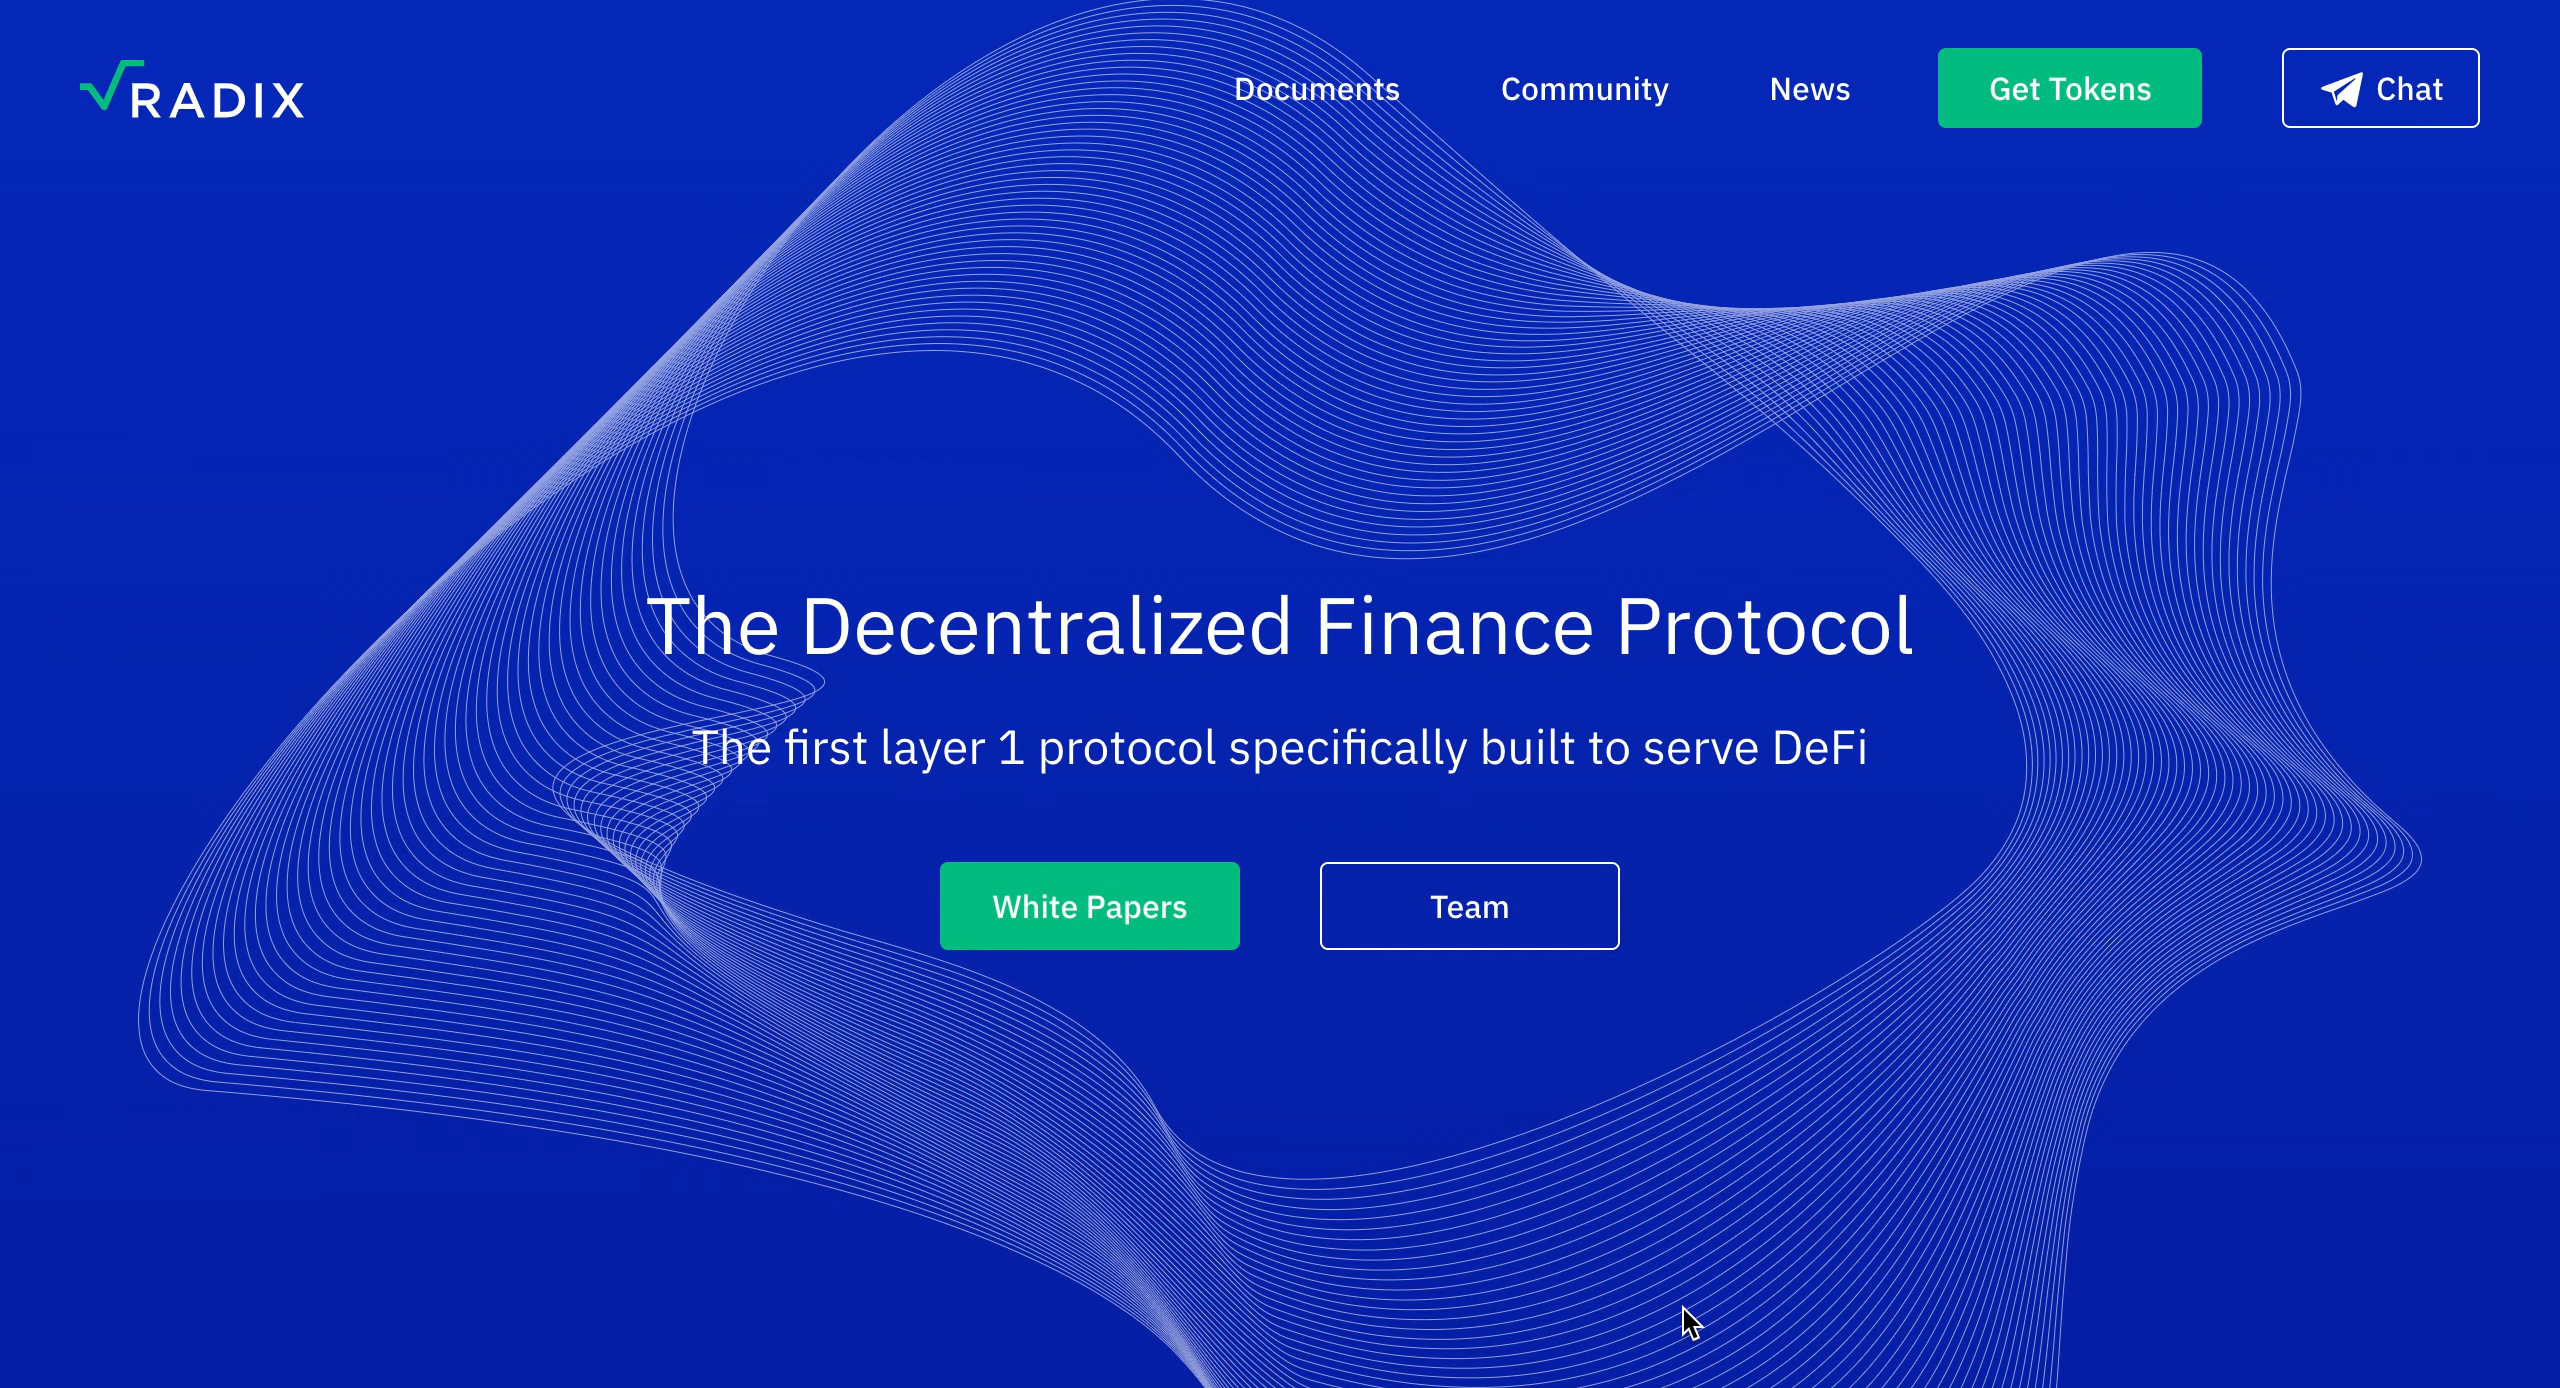 RADIX
Documents Community News Get Tokens Chat
The Decentralized Finance Protocol
The first layer 1 protocol specifically built to serve DeFi
White Papers Team